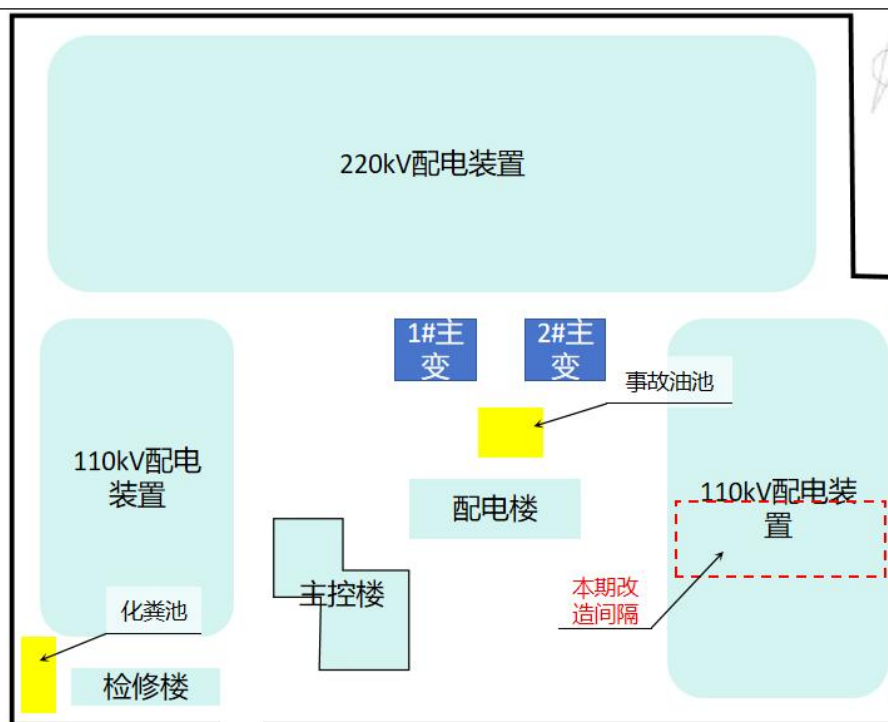 220kV配电装置
1#主
变
2#主
变
事故油池
110kV配电
装置
110kV配电装
置
配电楼
主控楼
本期改
造间隔
化粪池
检修楼